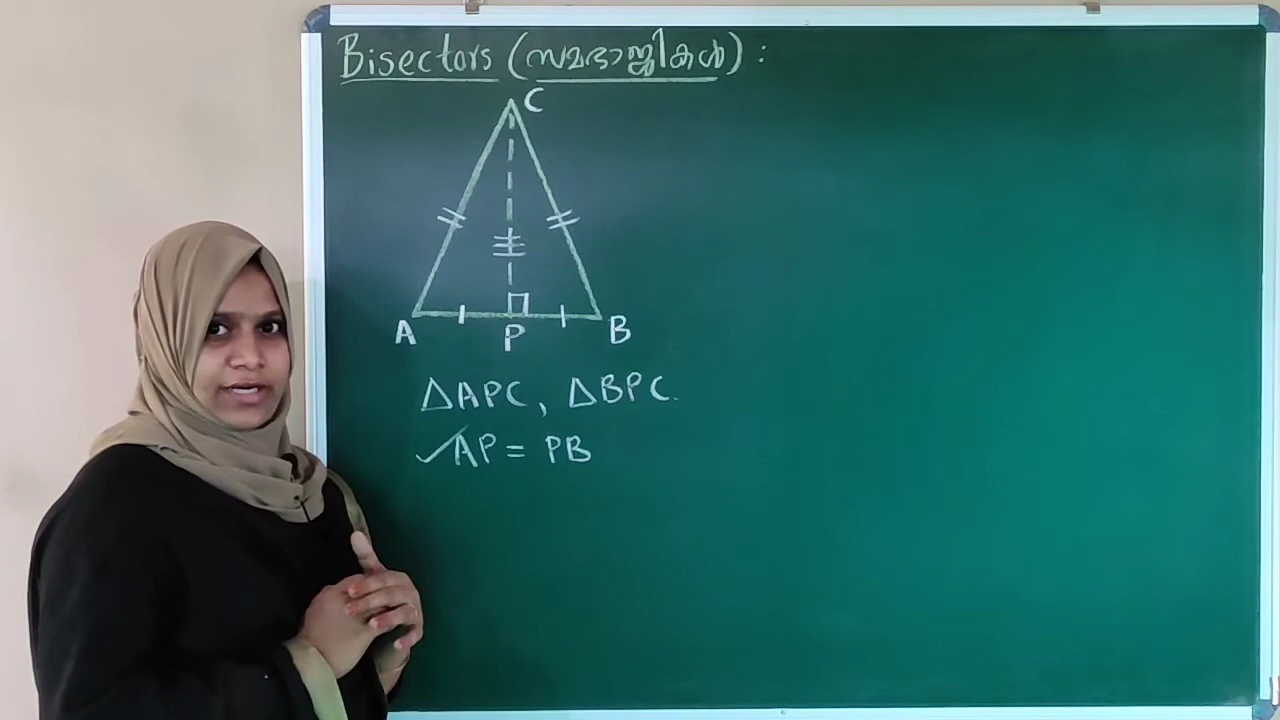 Bisectors (സമഭാജികൾ) :
C
A
P
B
△APC, △BPC.
✓AP = PB